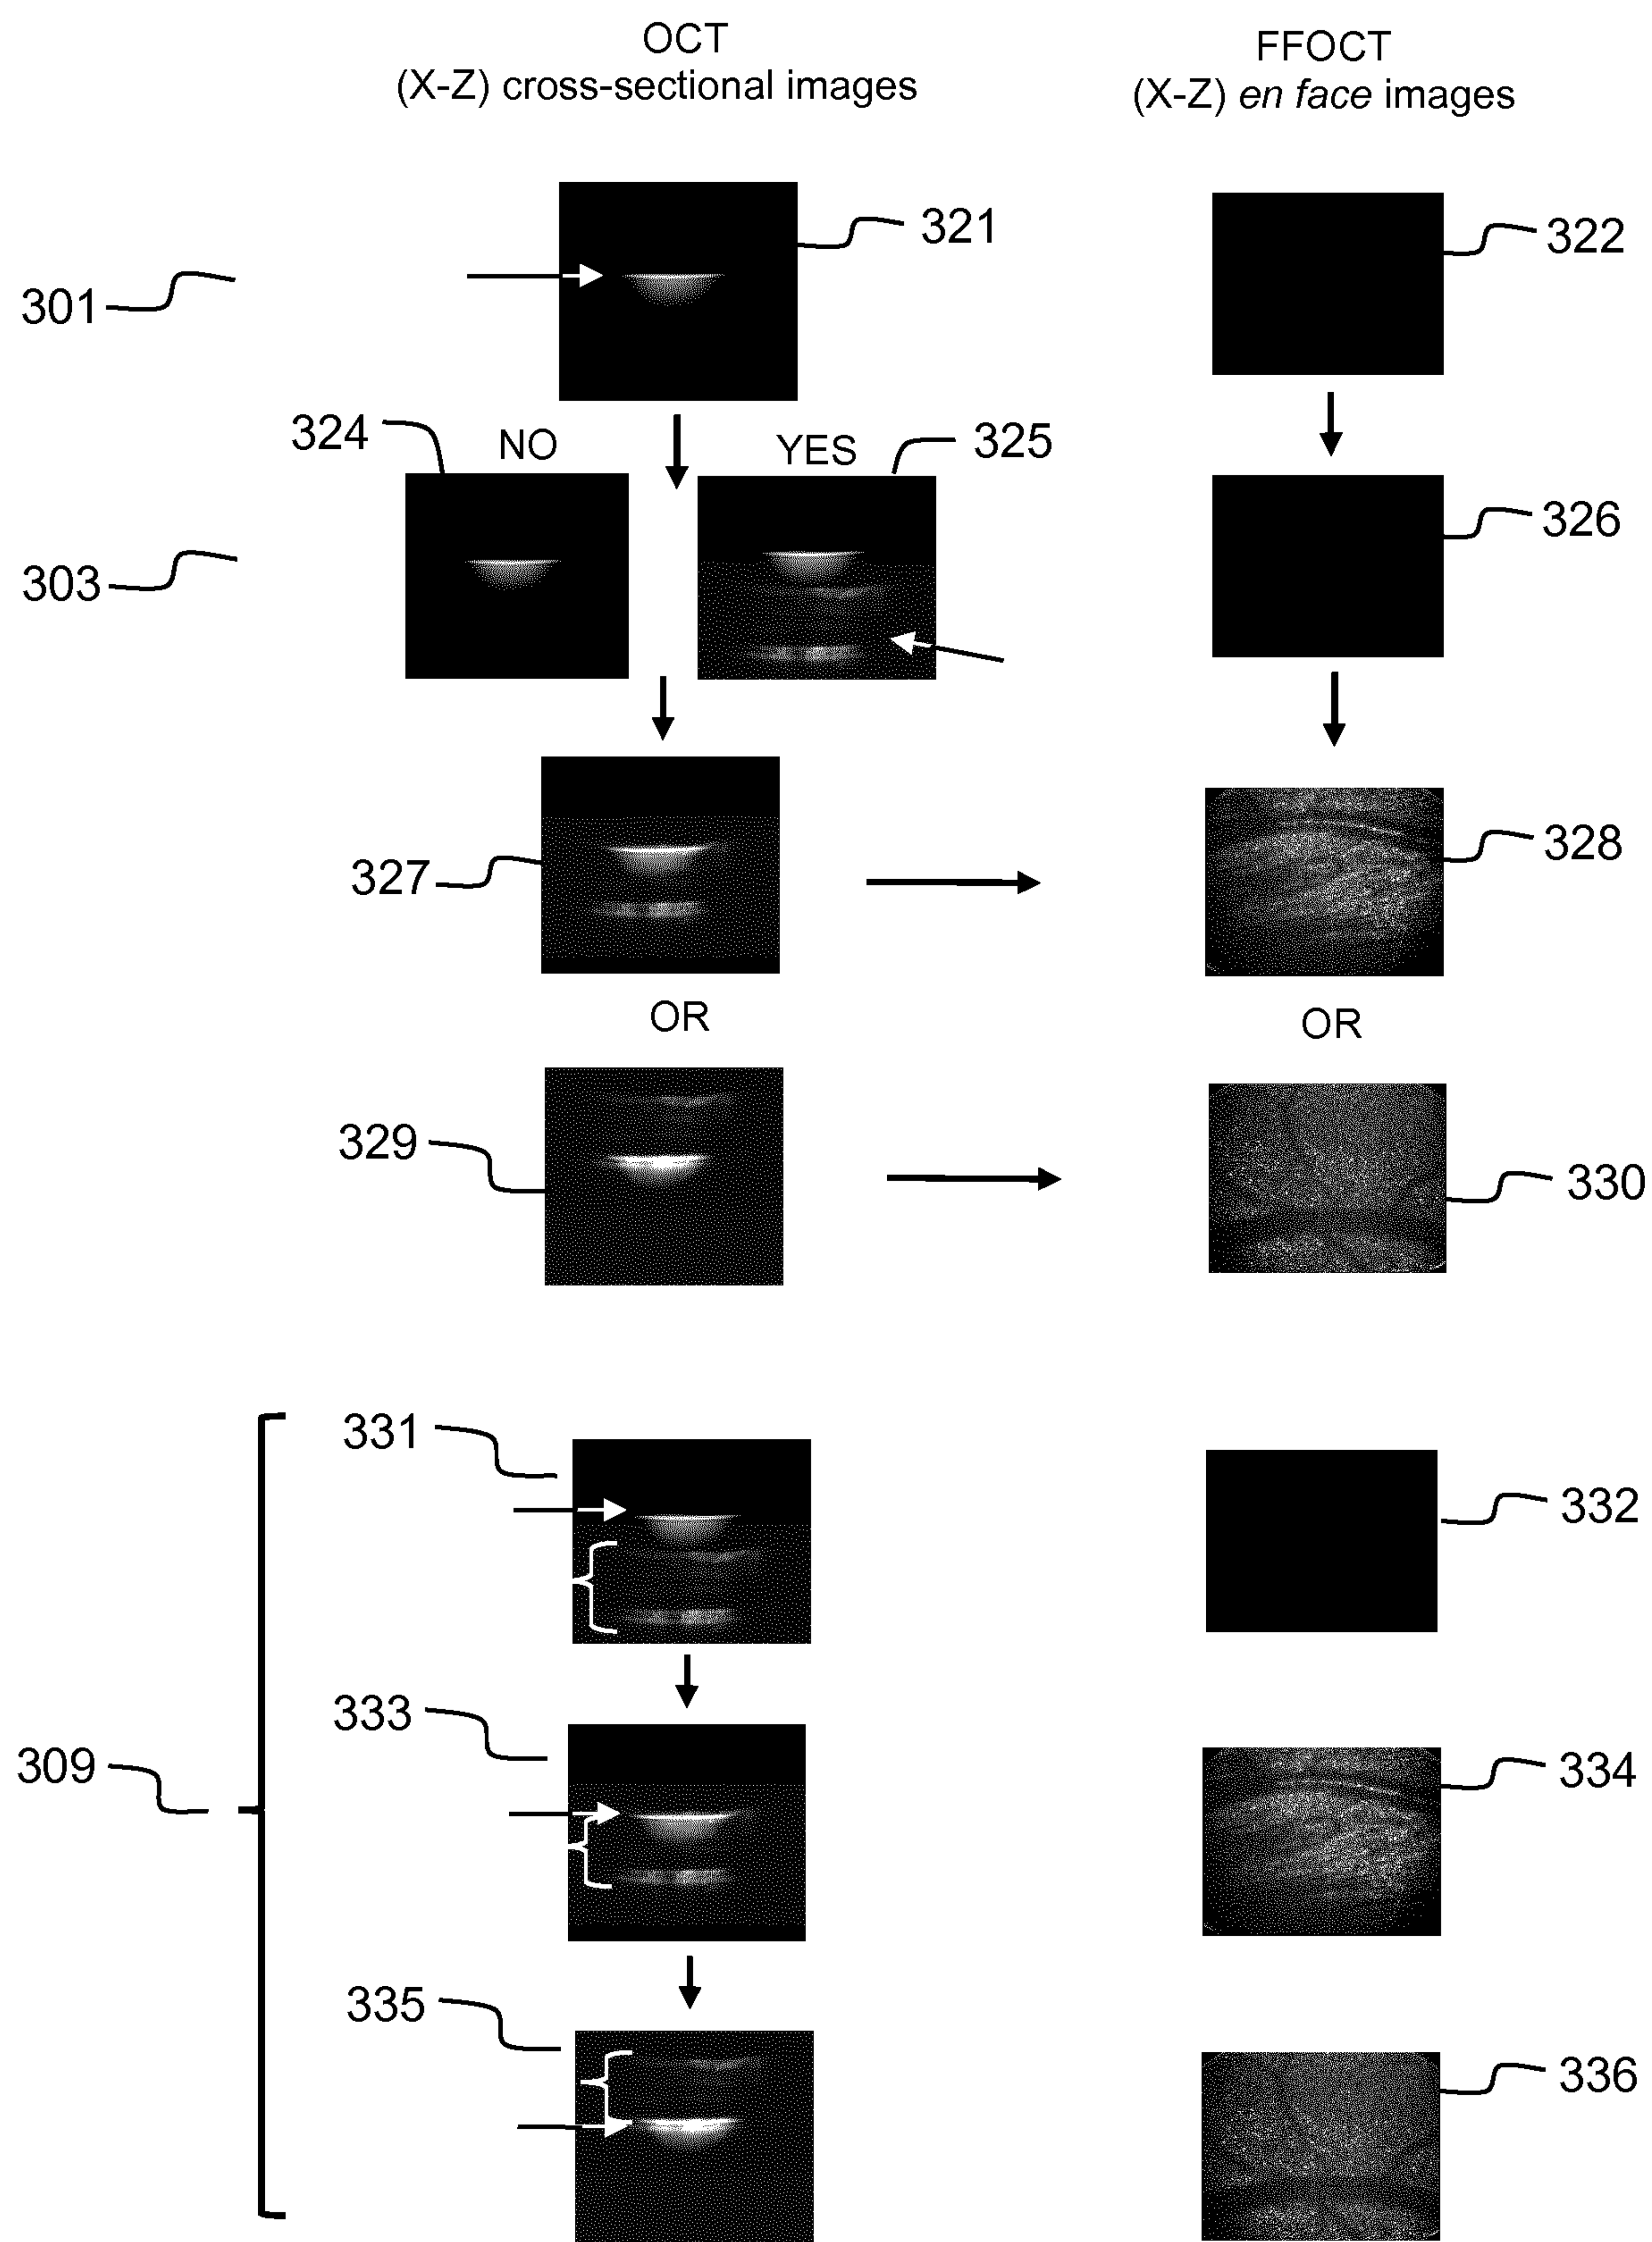 OCT
(X-Z) cross-sectional images
FFOCT
(X-Z) en face images
321
322
301
324
NO
YES
325
326
303
327
328
OR
OR
329
330
331
332
333
334
309
335
336